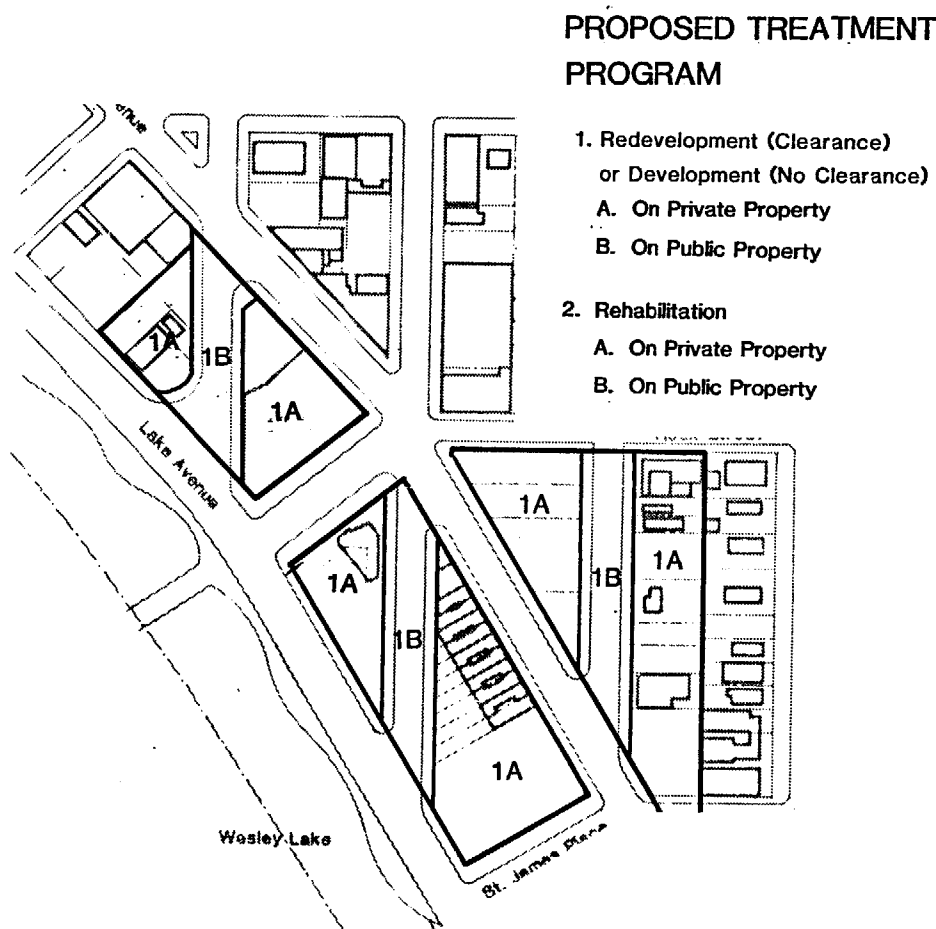 PROPOSED TREATMENT
PROGRAM
1. Redevelopment (Clearance)
or Development (No Clearance)
A. On Private Property
B. On Public Property
2. Rehabilitation
A. On Private Property
B. On Public Property
1A
1B
1A
Lake Avenue
1A
1B
1A
1A
1B
1A
Wesley Lake
St. James Place